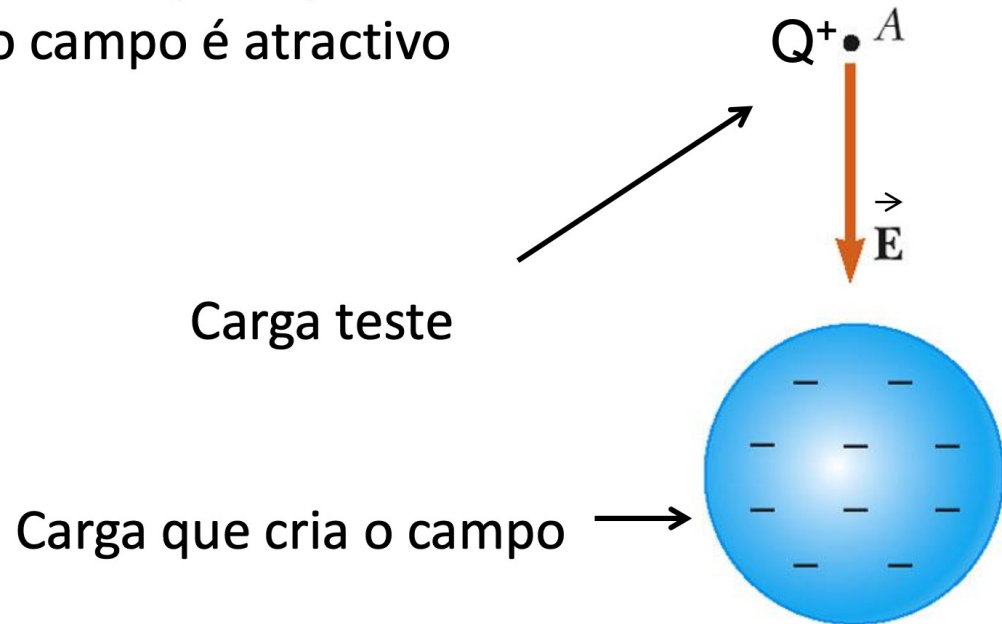 o campo é atractivo
Q⁺ A
E
Carga teste
Carga que cria o campo